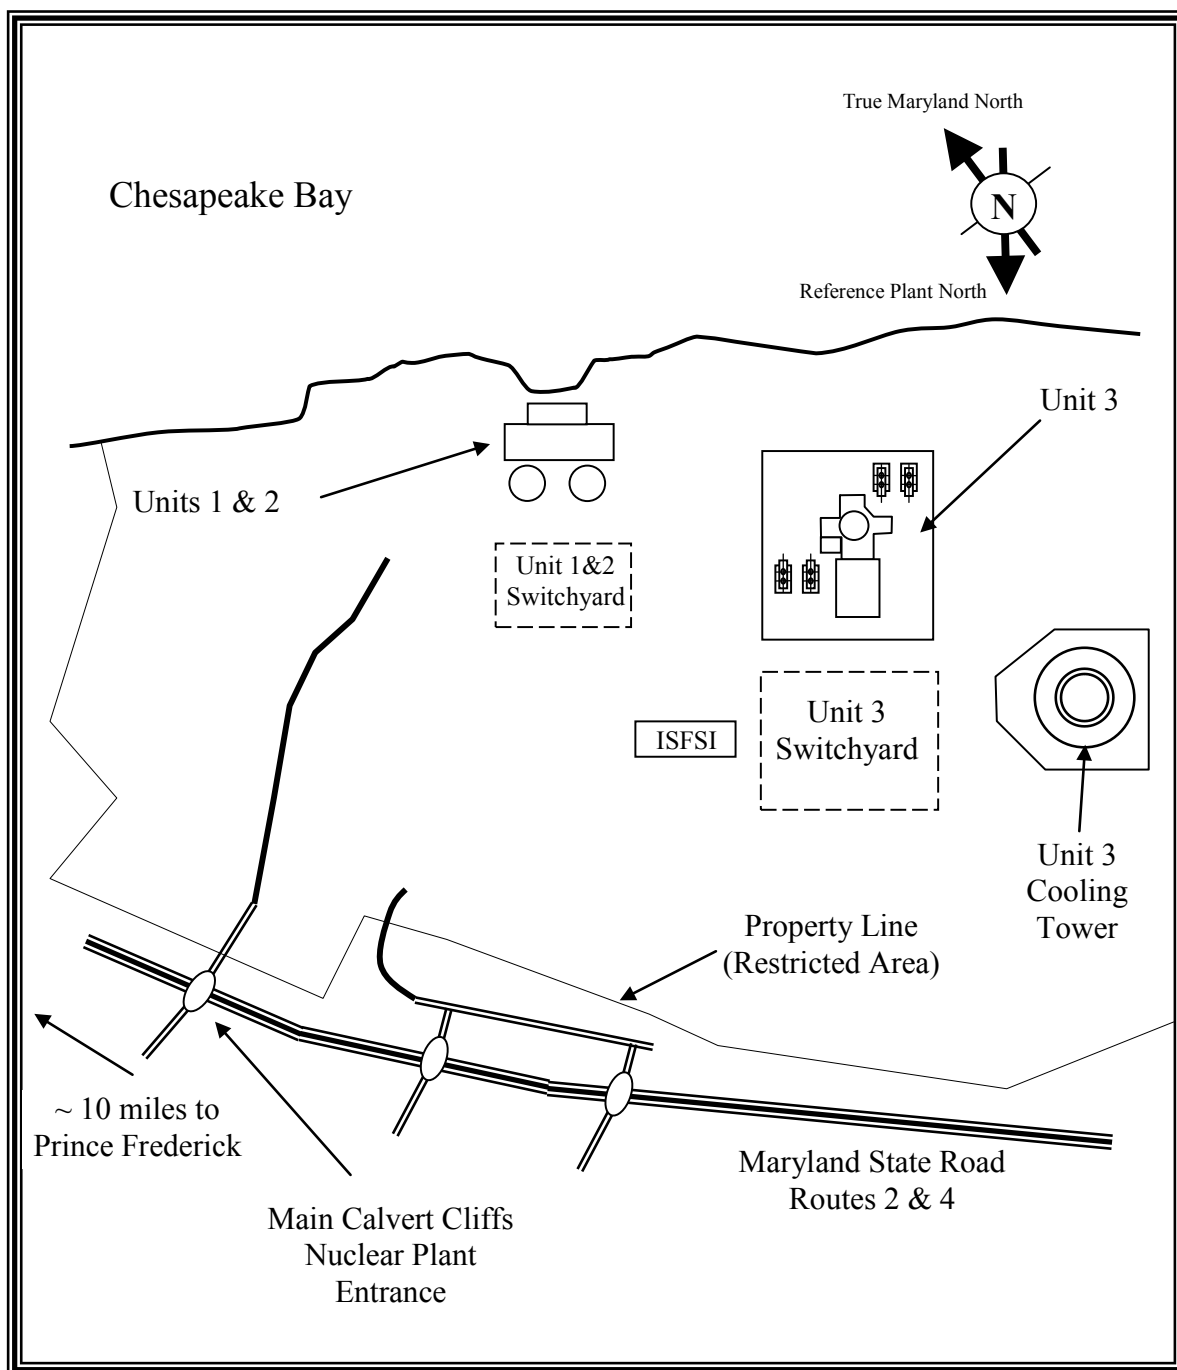 True Maryland North
Chesapeake Bay
N
Reference Plant North
Unit 3
Units 1 & 2
Unit 1&2
Switchyard
Unit 3
Switchyard
ISFSI
Unit 3
Cooling
Tower
Property Line
(Restricted Area)
~ 10 miles to
Prince Frederick
Maryland State Road
Routes 2 & 4
Main Calvert Cliffs
Nuclear Plant
Entrance